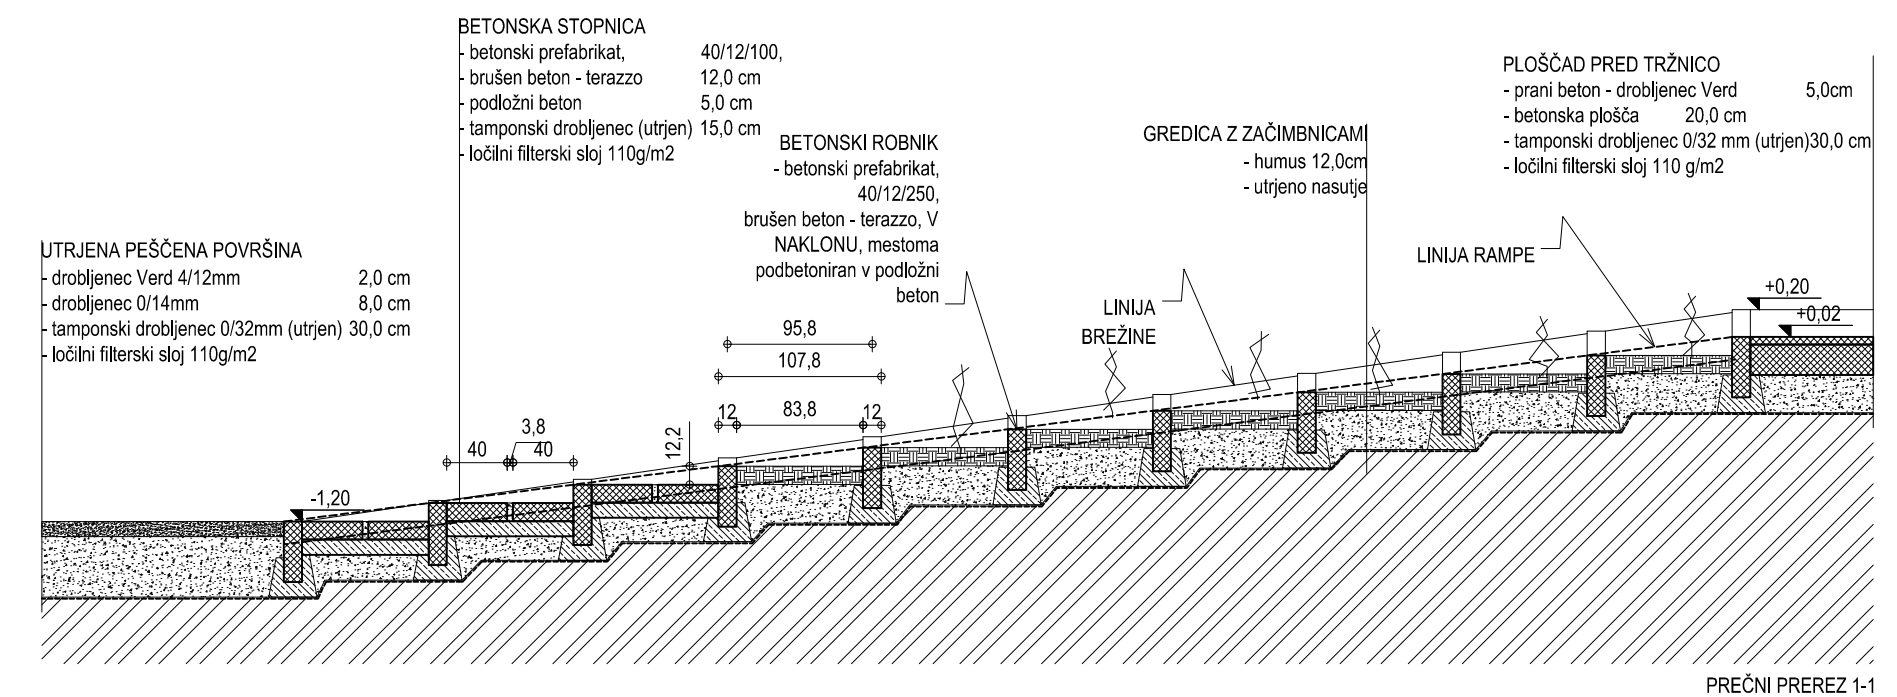 BETONSKA STOPNICA
- betonski prefabrikat, 40/12/100,
- brušen beton - terazzo 12,0 cm
- podložni beton 5,0 cm
- tamponski drobljenec (utrjen) 15,0 cm
- ločilni filterski sloj 110g/m2
PLOŠČAD PRED TRŽNICO
- prani beton - drobljenec Verd 5,0cm
- betonska plošča 20,0 cm
- tamponski drobljenec 0/32 mm (utrjen)30,0 cm
- ločilni filterski sloj 110 g/m2
BETONSKI ROBNIK
- betonski prefabrikat,
40/12/250,
brušen beton - terazzo, V
NAKLONU, mestoma
podbetoniran v podložni
beton
GREDICA Z ZAČIMBNICAMI
- humus 12,0cm
- utrjeno nasutje
UTRJENA PEŠČENA POVRŠINA
- drobljenec Verd 4/12mm 2,0 cm
- drobljenec 0/14mm 8,0 cm
- tamponski drobljenec 0/32mm (utrjen) 30,0 cm
- ločilni filterski sloj 110g/m2
LINIJA RAMPE
LINIJA
BREŽINE
+0,20
+0,02
95,8
107,8
12 83,8 12
3,8
40 40
12,2
-1,20
PREČNI PREREZ 1-1